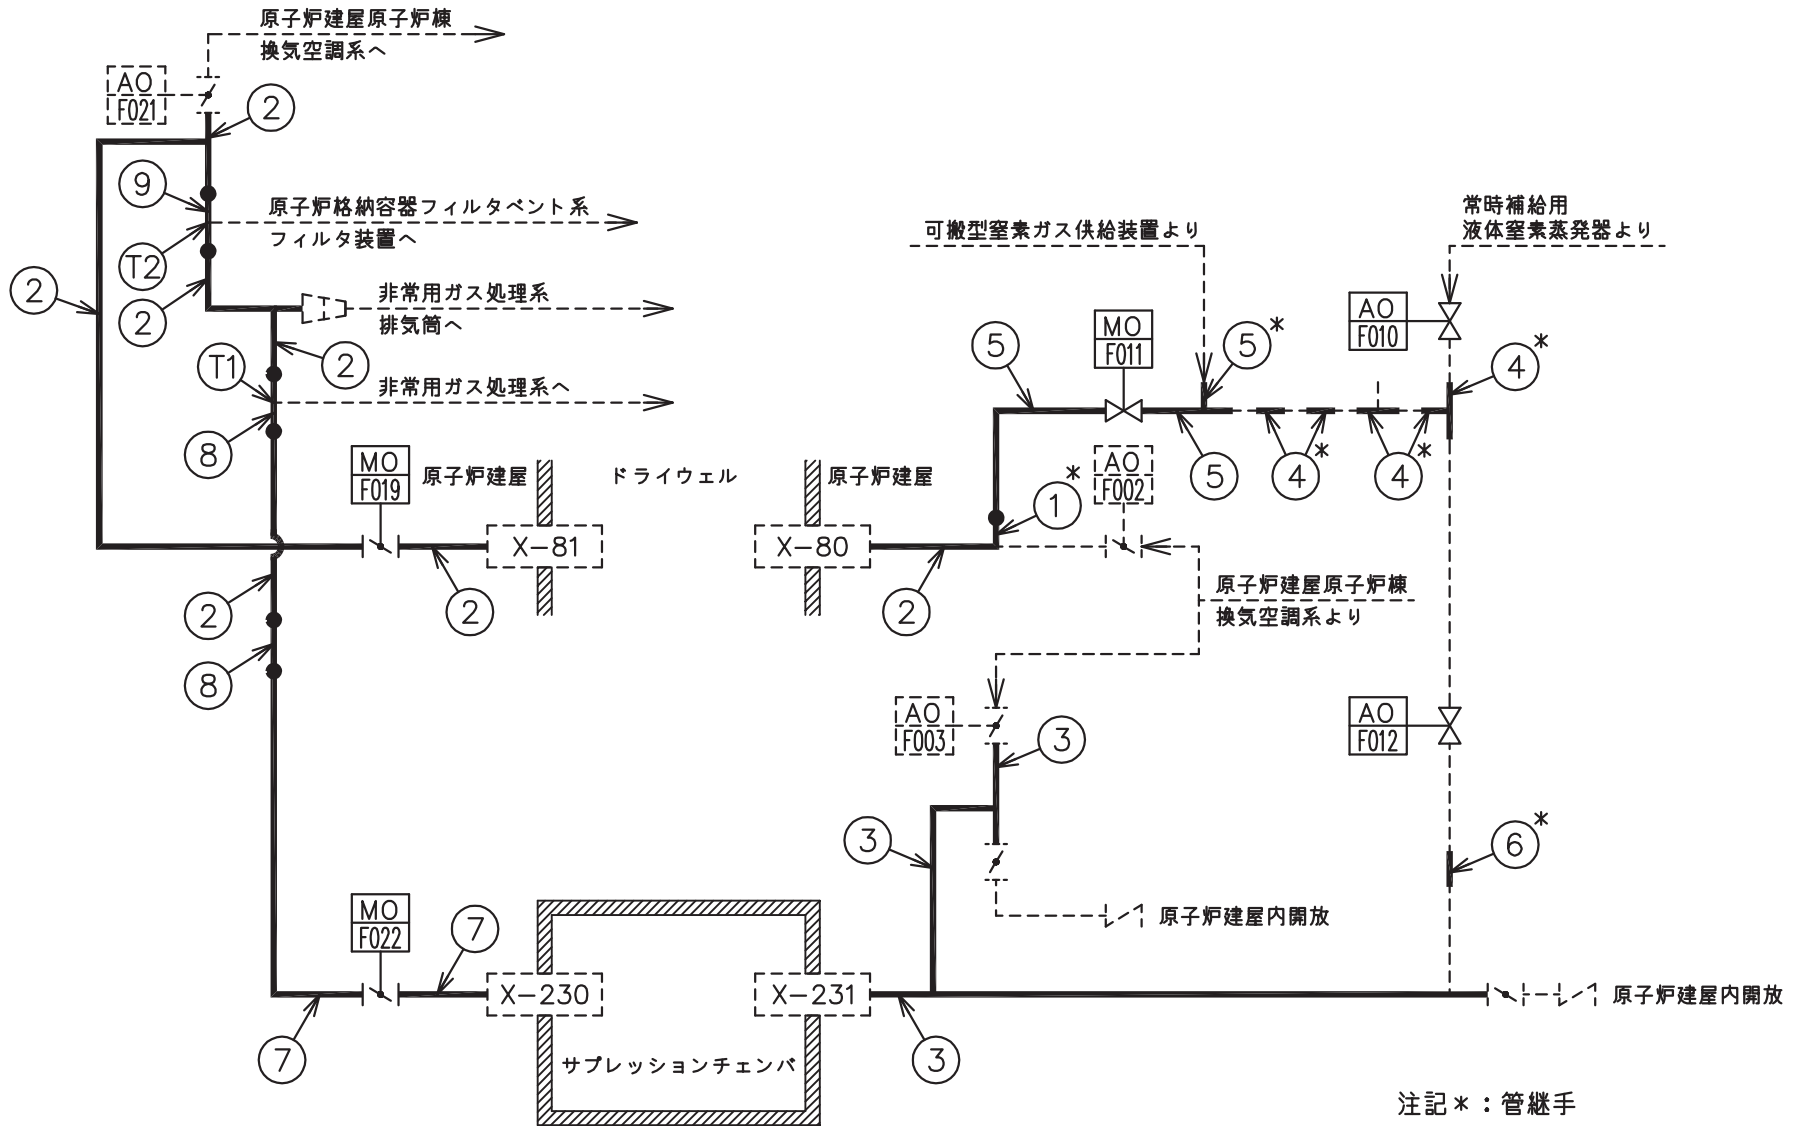 原子炉建屋原子炉棟
換気空調系へ
AO
F021
2
9
原子炉格納容器フィルタベント系
フィルタ装置へ
T2
2
2
非常用ガス処理系
排気筒へ
2
T1
非常用ガス処理系へ
8
可搬型窒素ガス供給装置より
常時補給用
液体窒素蒸発器より
MO
F011
5
5*
AO
F010
4*
5
4*
4*
MO
F019
原子炉建屋
ドライウェル
原子炉建屋
AO
F002
1*
X-81
X-80
2
2
2
原子炉建屋原子炉棟
換気空調系より
8
AO
F003
3
AO
F012
3
6*
MO
F022
7
原子炉建屋内開放
X-230
X-231
原子炉建屋内開放
7
3
サプレッションチェンバ
注記*:管継手